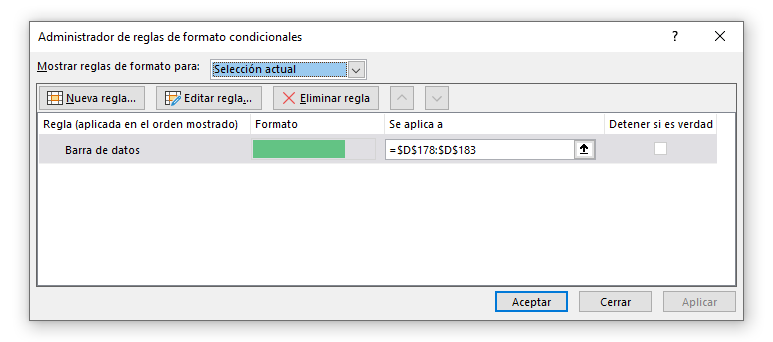 Administrador de reglas de formato condicionales
?
Mostrar reglas de formato para: Selección actual
Nueva regla... Editar regla... Eliminar regla
Regla (aplicada en el orden mostrado) Formato Se aplica a Detener si es verdad
Barra de datos =$D$178:$D$183
Aceptar Cerrar Aplicar